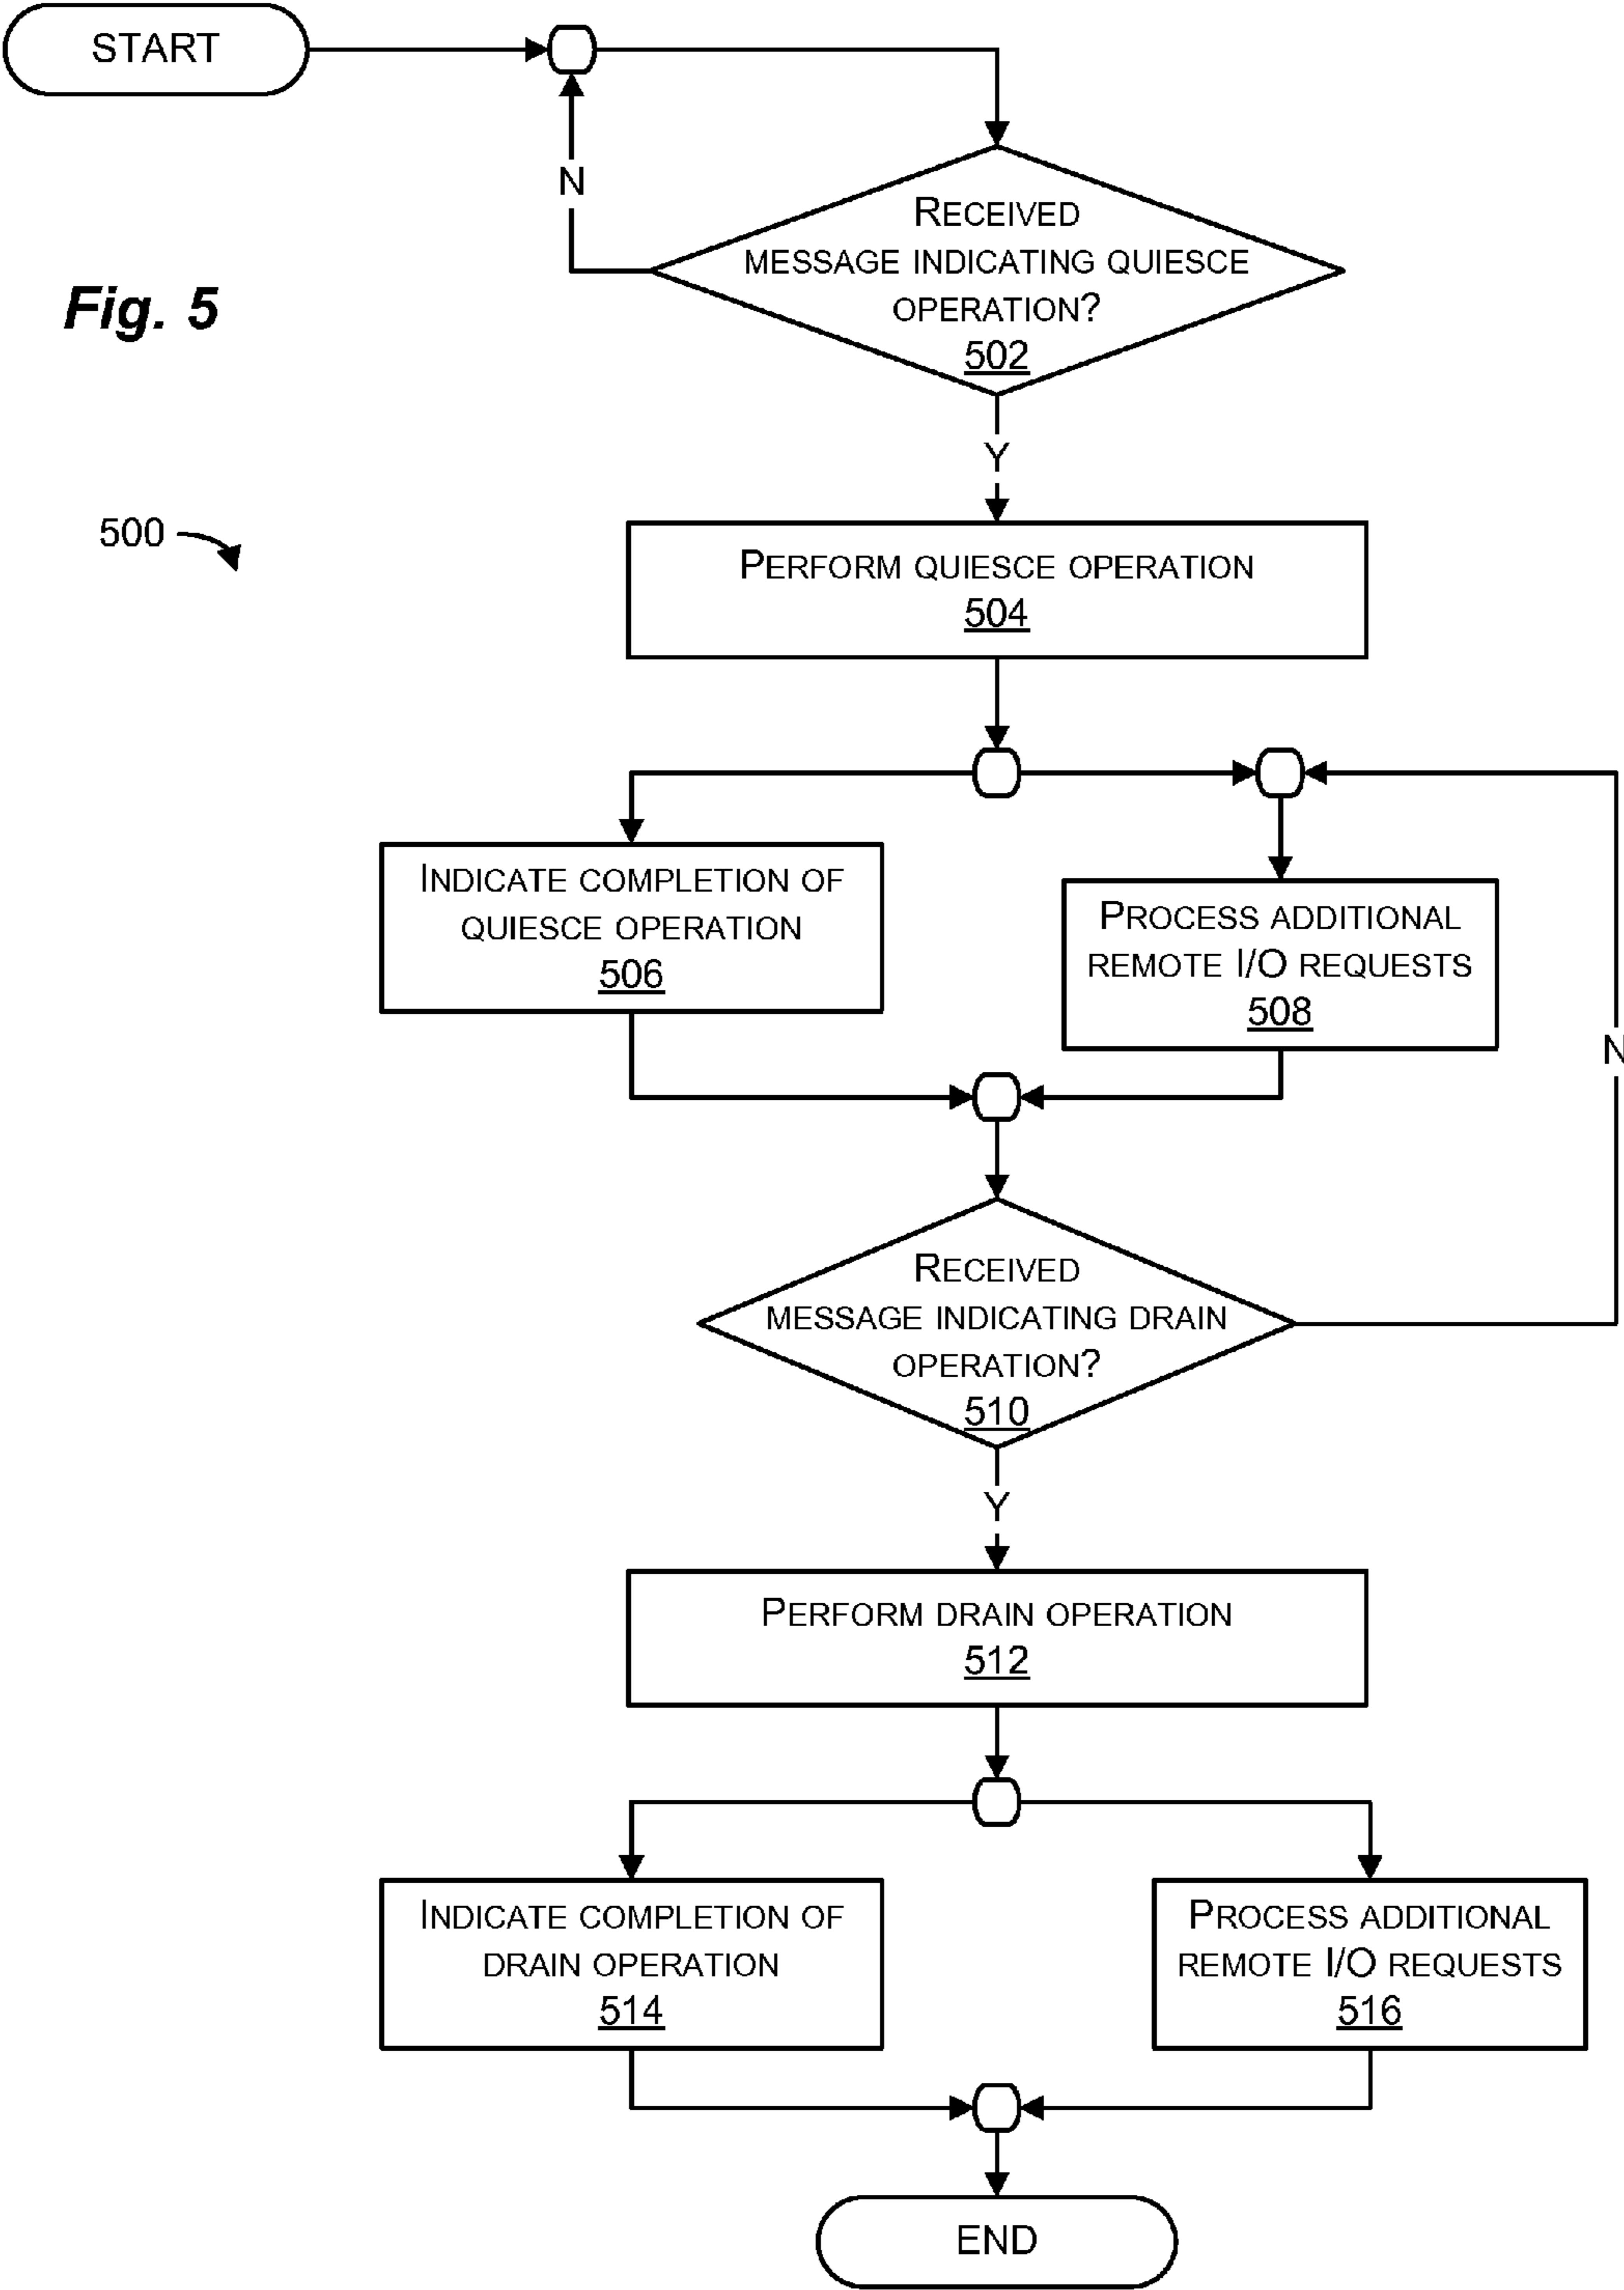 START
N
RECEIVED
MESSAGE INDICATING QUIESCE
OPERATION?
502
Fig. 5
Y
500
PERFORM QUIESCE OPERATION
504
INDICATE COMPLETION OF
QUIESCE OPERATION
506
PROCESS ADDITIONAL
REMOTE I/O REQUESTS
508
N
RECEIVED
MESSAGE INDICATING DRAIN
OPERATION?
510
Y
PERFORM DRAIN OPERATION
512
INDICATE COMPLETION OF
DRAIN OPERATION
514
PROCESS ADDITIONAL
REMOTE I/O REQUESTS
516
END